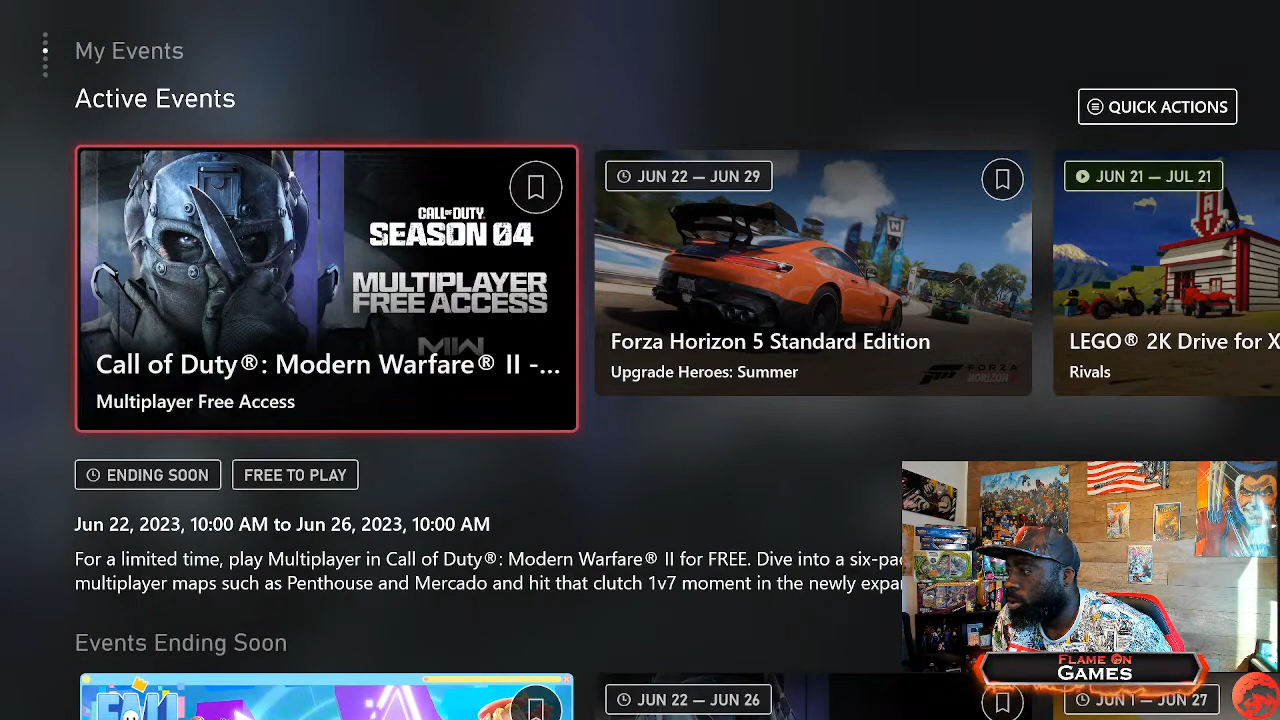 My Events
Active Events
QUICK ACTIONS
CALL OF DUTY
SEASON 04
MULTIPLAYER
FREE ACCESS
MW
Call of Duty®: Modern Warfare® II -...
Multiplayer Free Access
JUN 22 — JUN 29
Forza Horizon 5 Standard Edition
Upgrade Heroes: Summer
FORZA
HORIZON
JUN 21 — JUL 21
LEGO® 2K Drive for X
Rivals
ENDING SOON
FREE TO PLAY
Jun 22, 2023, 10:00 AM to Jun 26, 2023, 10:00 AM
For a limited time, play Multiplayer in Call of Duty®: Modern Warfare® II for FREE. Dive into a six-pac
multiplayer maps such as Penthouse and Mercado and hit that clutch 1v7 moment in the newly expa
Events Ending Soon
FALL
JUN 22 — JUN 26
JUN 1 — JUN 27
FLAME ON
GAMES